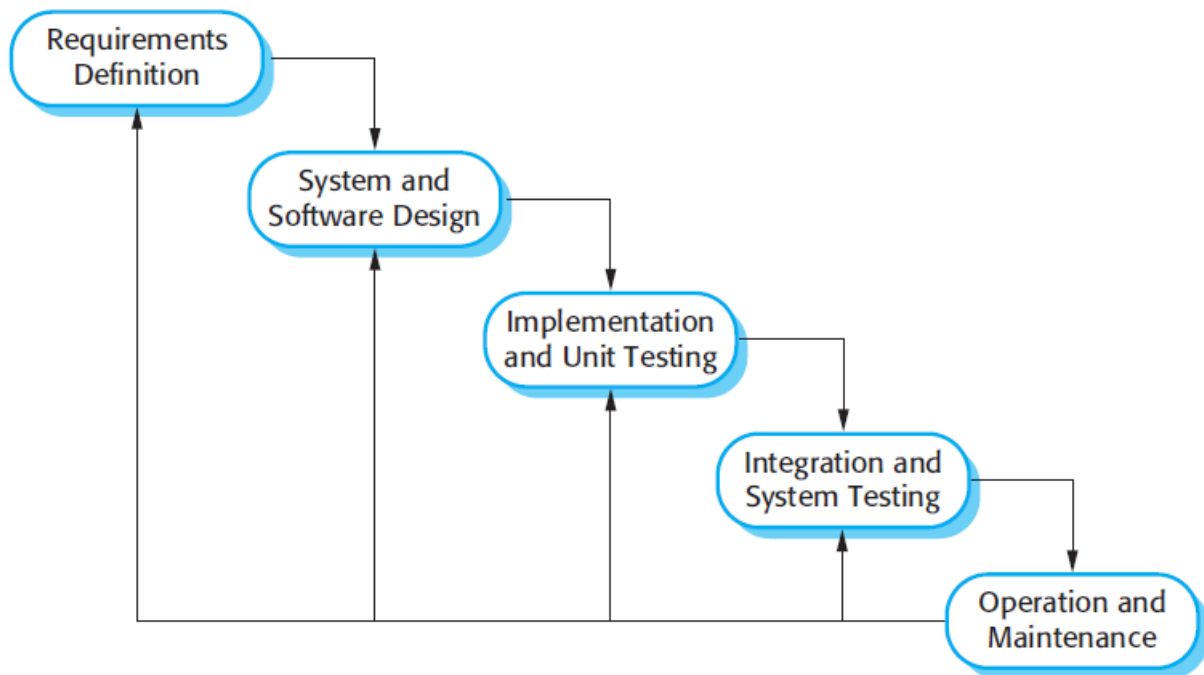 Requirements
Definition
System and
Software Design
Implementation
and Unit Testing
Integration and
System Testing
Operation and
Maintenance